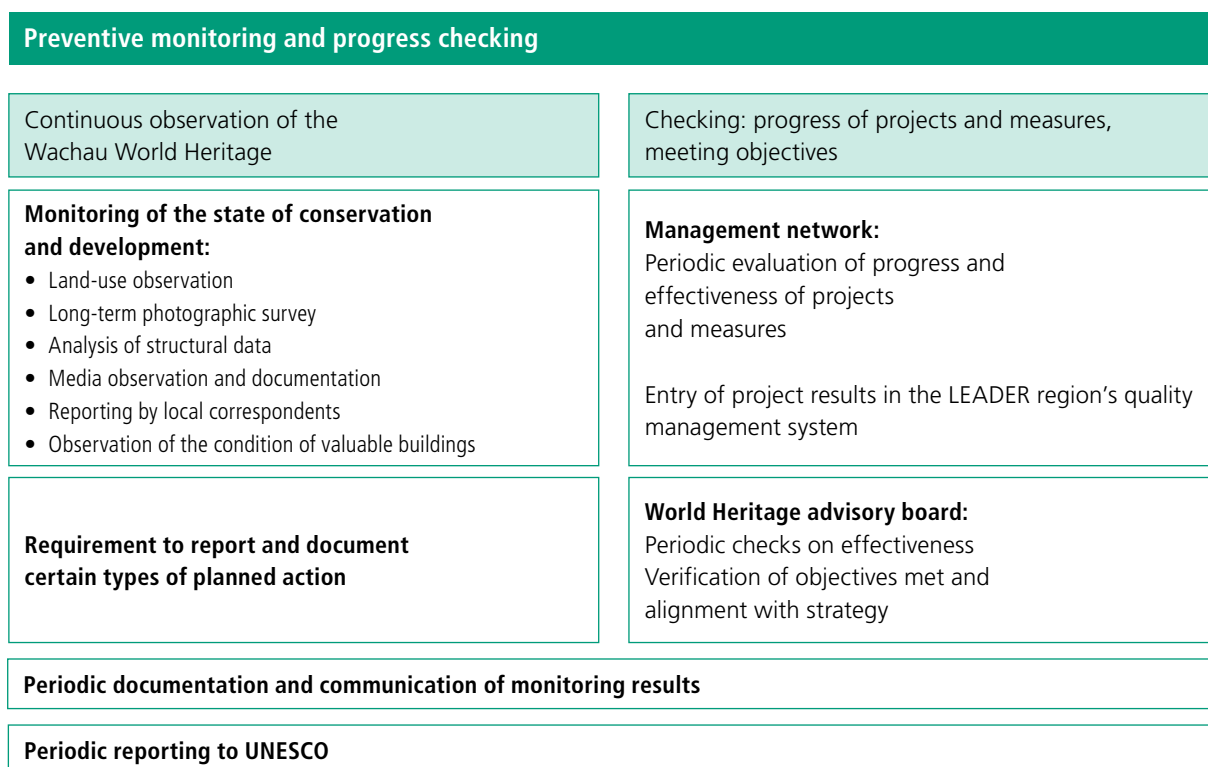 Preventive monitoring and progress checking
Continuous observation of the
Wachau World Heritage
Monitoring of the state of conservation
and development:
• Land-use observation
• Long-term photographic survey
• Analysis of structural data
• Media observation and documentation
• Reporting by local correspondents
• Observation of the condition of valuable buildings
Requirement to report and document
certain types of planned action
Checking: progress of projects and measures,
meeting objectives
Management network:
Periodic evaluation of progress and
effectiveness of projects
and measures
Entry of project results in the LEADER region’s quality
management system
World Heritage advisory board:
Periodic checks on effectiveness
Verification of objectives met and
alignment with strategy
Periodic documentation and communication of monitoring results
Periodic reporting to UNESCO